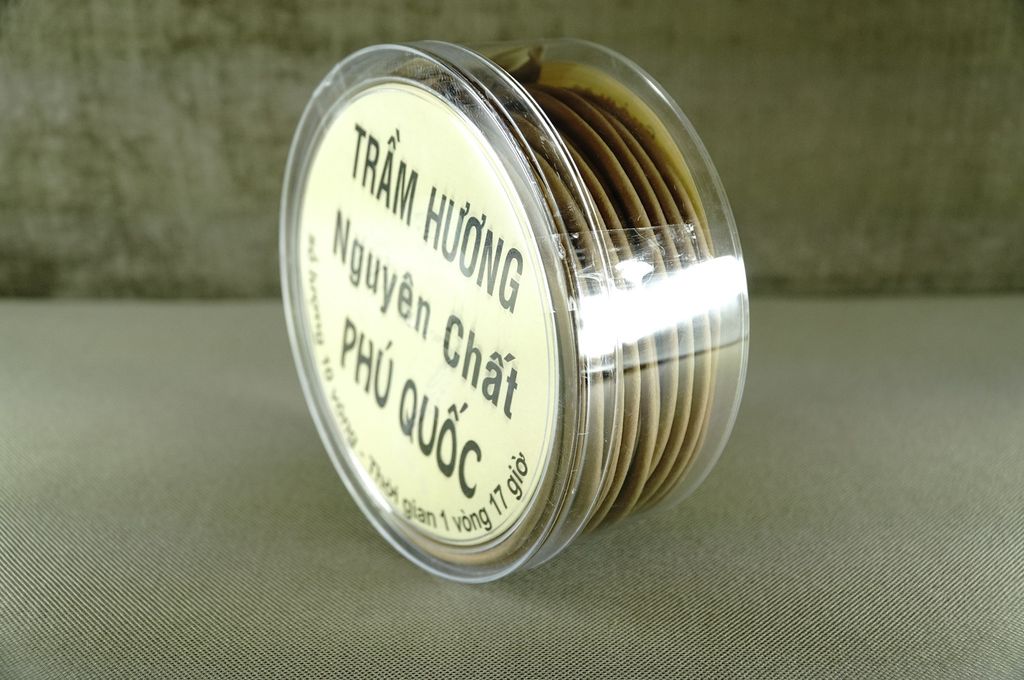 TRẦM HƯƠNG
Nguyên Chất
PHÚ QUỐC
số lượng 10 vòng - Thời gian 1 vòng 17 giờ